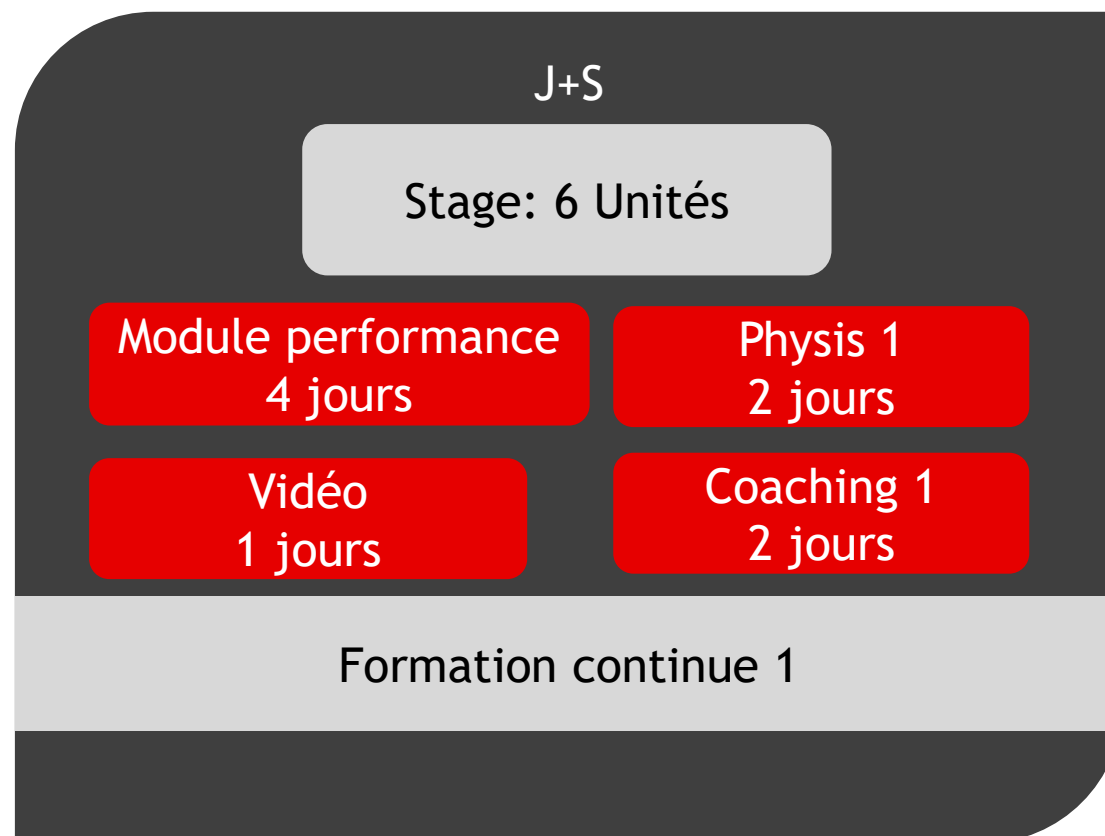 J+S
Stage: 6 Unités
Module performance
4 jours
Physis 1
2 jours
Vidéo
1 jours
Coaching 1
2 jours
Formation continue 1